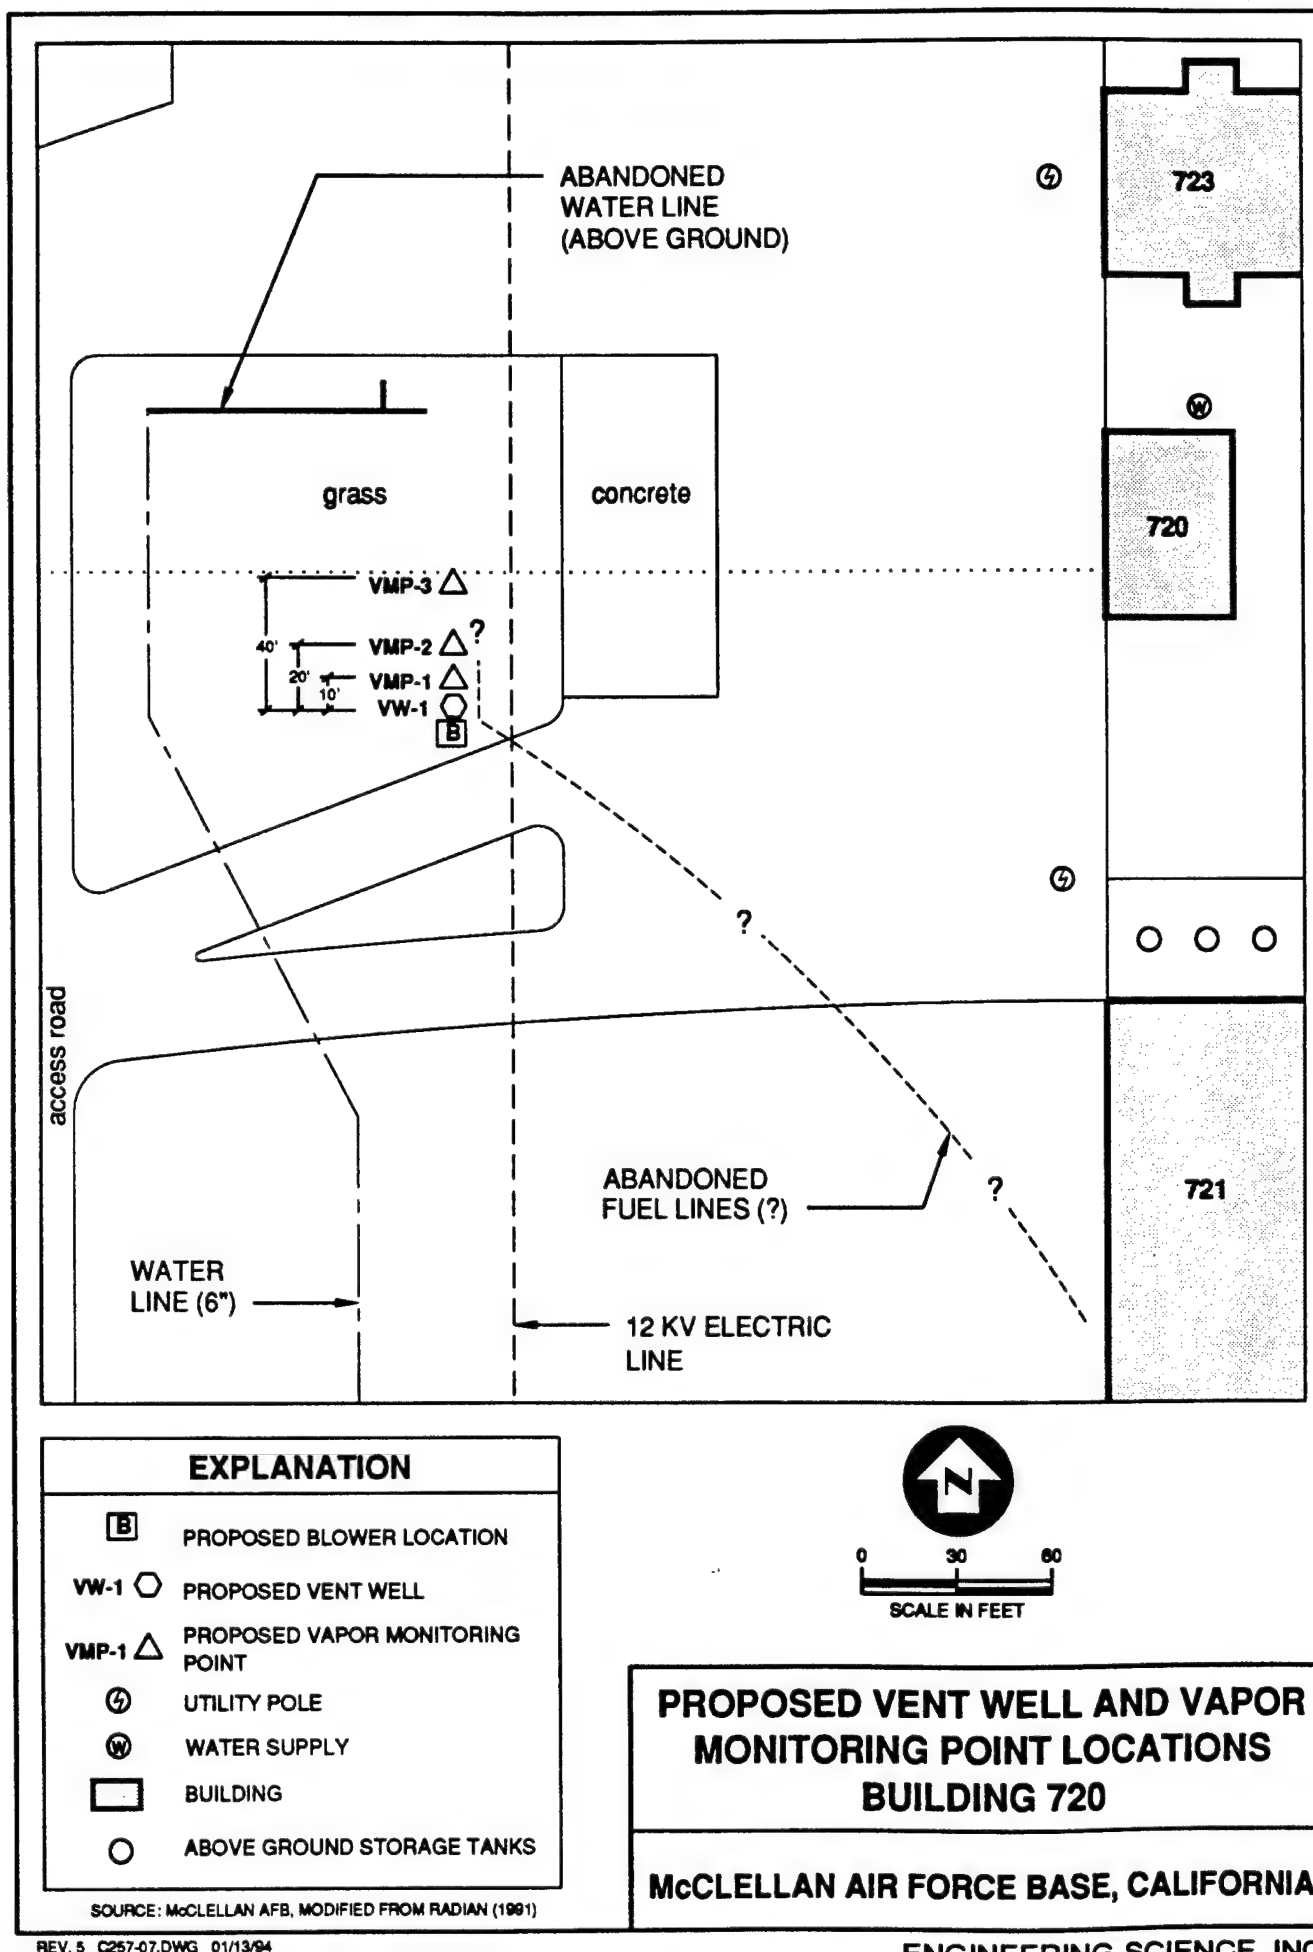 ABANDONED
WATER LINE
(ABOVE GROUND)
723
W
grass
concrete
720
VMP-3
40'
VMP-2
?
20'
VMP-1
10'
VW-1
B
?
access road
ABANDONED
FUEL LINES (?)
?
721
WATER
LINE (6")
12 KV ELECTRIC
LINE
EXPLANATION
B PROPOSED BLOWER LOCATION
VW-1 PROPOSED VENT WELL
VMP-1 PROPOSED VAPOR MONITORING
POINT
UTILITY POLE
W WATER SUPPLY
BUILDING
ABOVE GROUND STORAGE TANKS
SOURCE: McCLELLAN AFB, MODIFIED FROM RADIAN (1991)
REV. 5 C257-07.DWG 01/13/94
N
0 30 60
SCALE IN FEET
PROPOSED VENT WELL AND VAPOR
MONITORING POINT LOCATIONS
BUILDING 720
McCLELLAN AIR FORCE BASE, CALIFORNIA
ENGINEERING-SCIENCE, INC